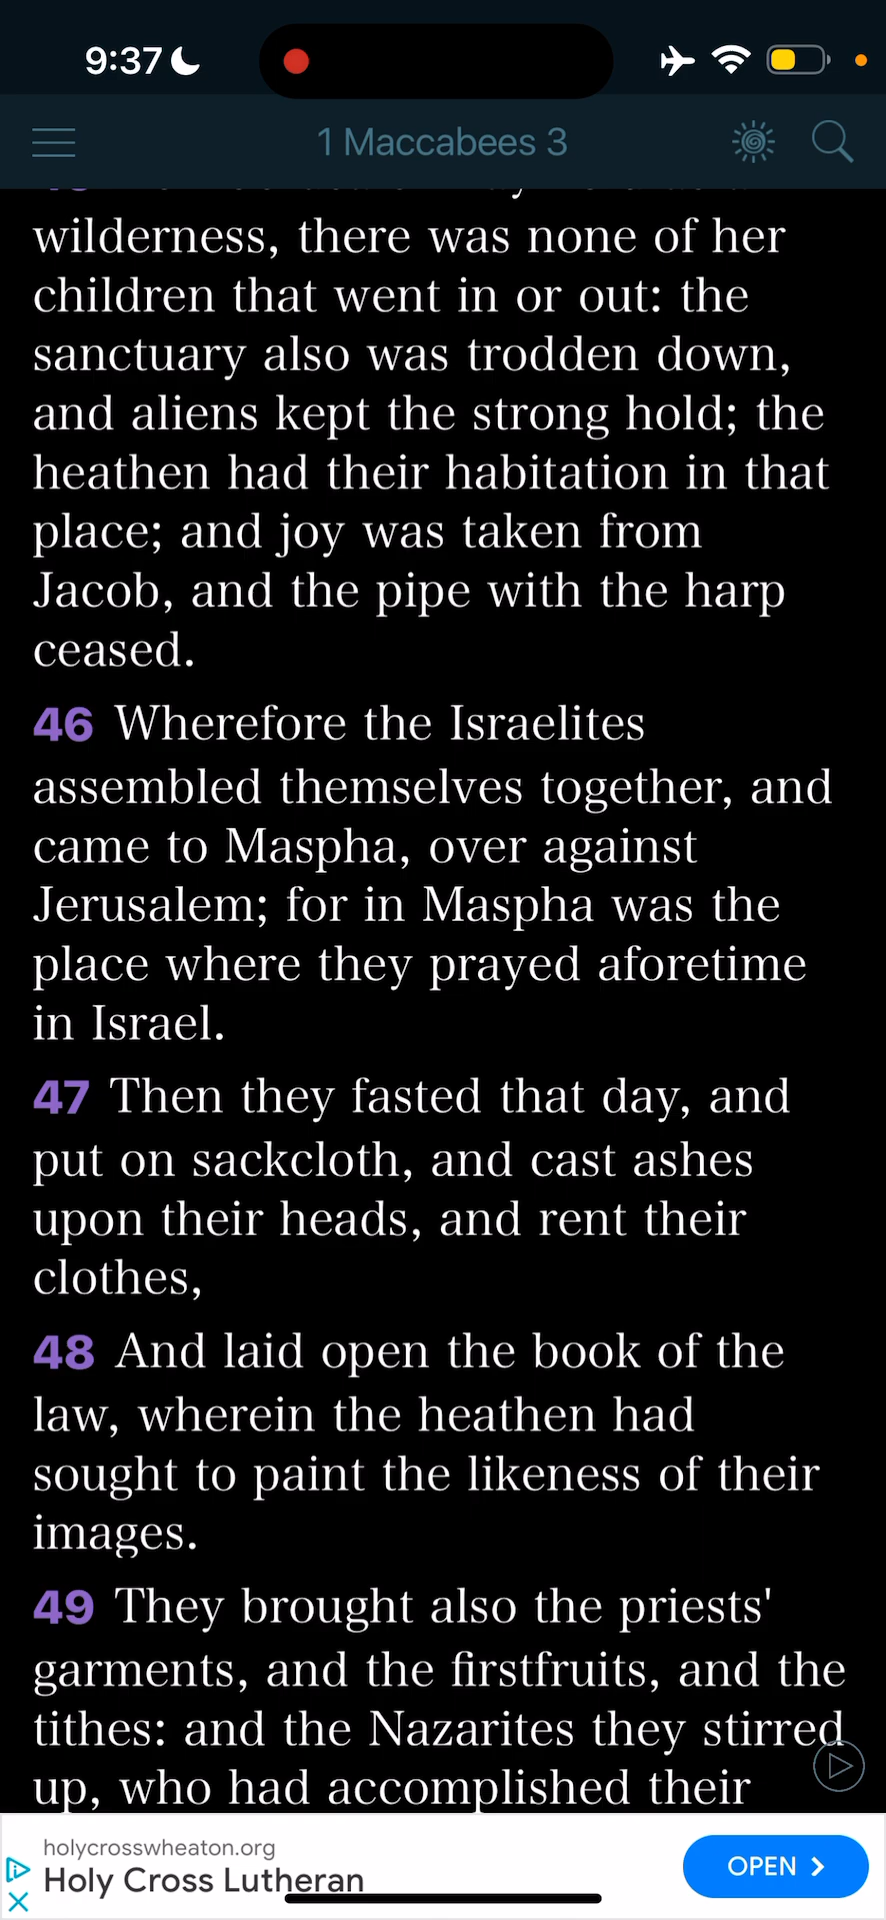 9:37
1 Maccabees 3
wilderness, there was none of her
children that went in or out: the
sanctuary also was trodden down,
and aliens kept the strong hold; the
heathen had their habitation in that
place; and joy was taken from
Jacob, and the pipe with the harp
ceased.
46 Wherefore the Israelites
assembled themselves together, and
came to Maspha, over against
Jerusalem; for in Maspha was the
place where they prayed aforetime
in Israel.
47 Then they fasted that day, and
put on sackcloth, and cast ashes
upon their heads, and rent their
clothes,
48 And laid open the book of the
law, wherein the heathen had
sought to paint the likeness of their
images.
49 They brought also the priests'
garments, and the firstfruits, and the
tithes: and the Nazarites they stirred
up, who had accomplished their
holycrosswheaton.org
Holy Cross Lutheran
OPEN